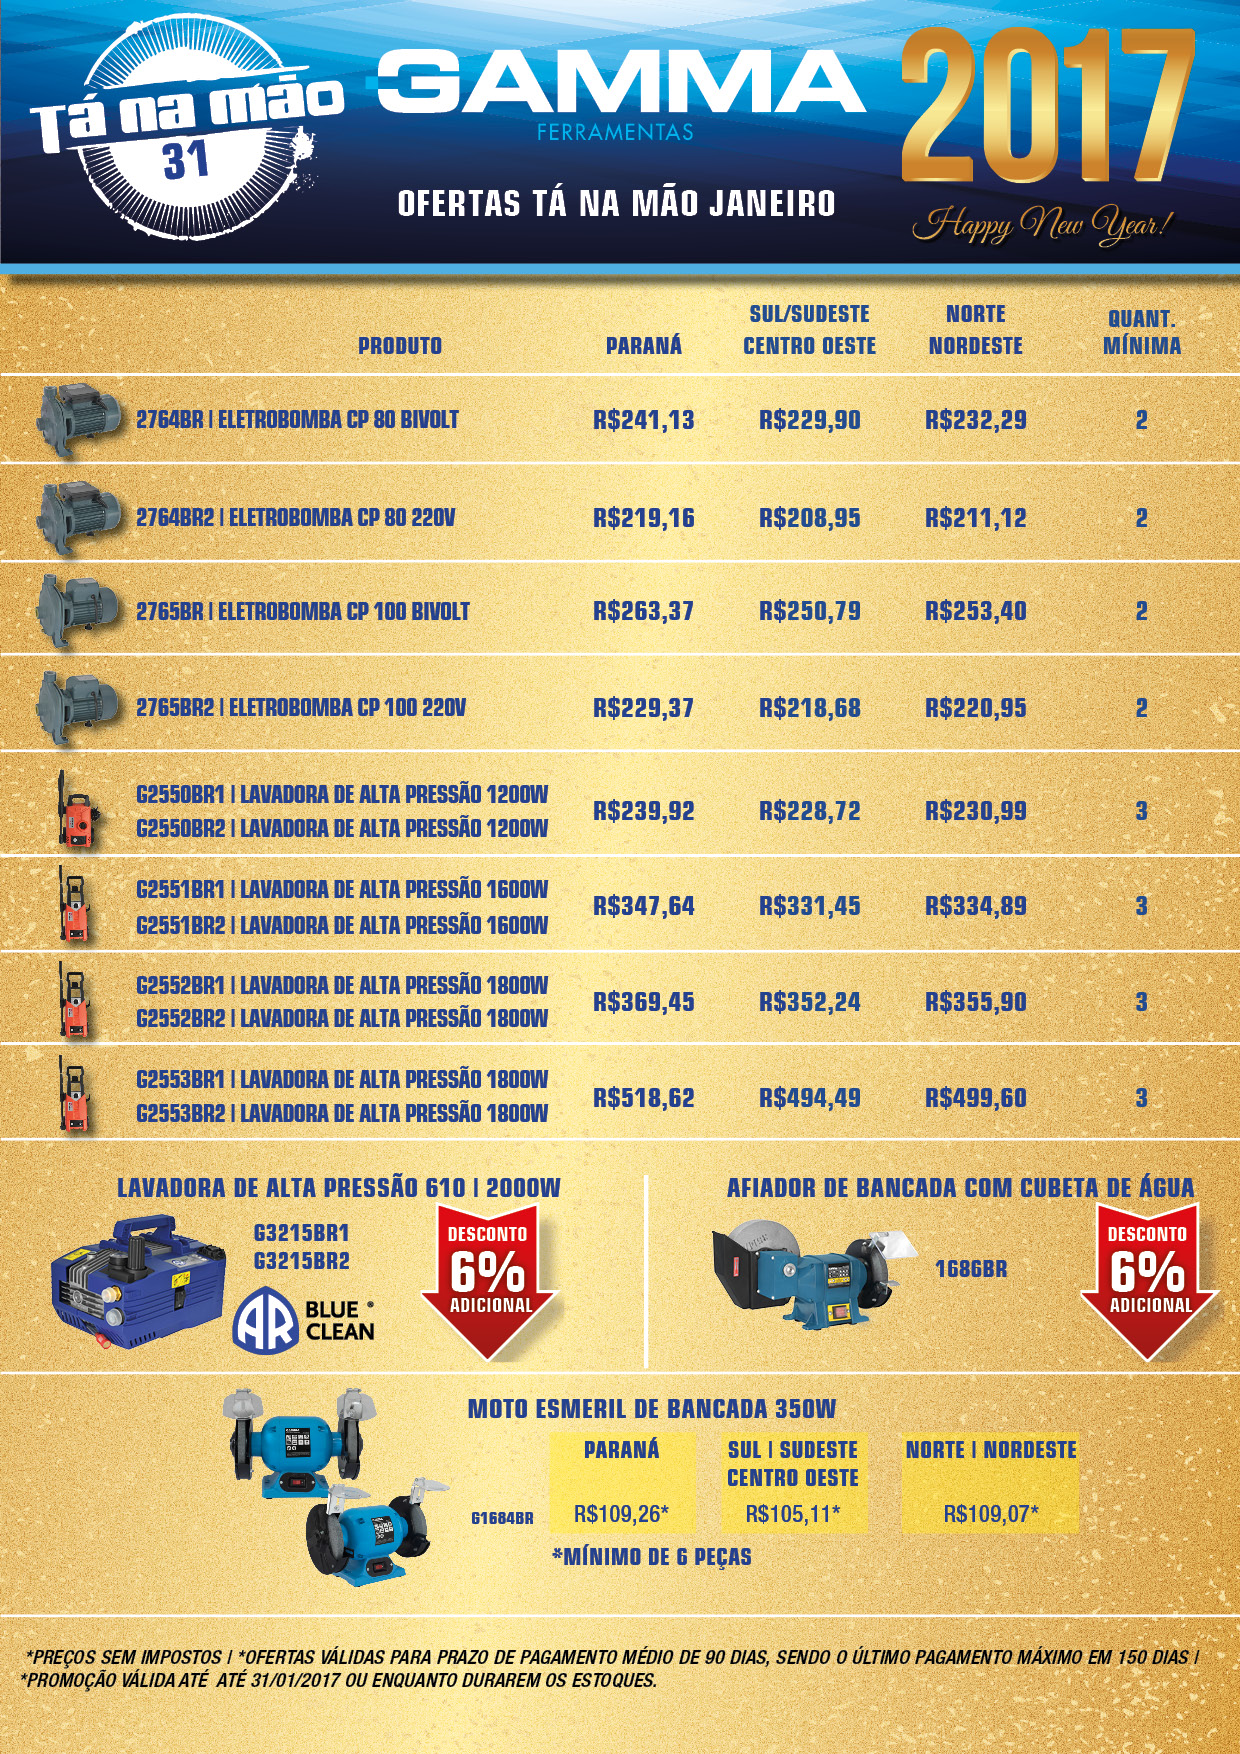 Tá na mão
31
GAMMA
FERRAMENTAS
2017
Happy New Year!
OFERTAS TÁ NA MÃO JANEIRO
PRODUTO
PARANÁ
SUL/SUDESTE
CENTRO OESTE
NORTE
NORDESTE
QUANT.
MÍNIMA
2764BR | ELETROBOMBA CP 80 BIVOLT R$241,13 R$229,90 R$232,29 2
2764BR2 | ELETROBOMBA CP 80 220V R$219,16 R$208,95 R$211,12 2
2765BR | ELETROBOMBA CP 100 BIVOLT R$263,37 R$250,79 R$253,40 2
2765BR2 | ELETROBOMBA CP 100 220V R$229,37 R$218,68 R$220,95 2
G2550BR1 | LAVADORA DE ALTA PRESSÃO 1200W
G2550BR2 | LAVADORA DE ALTA PRESSÃO 1200W
R$239,92 R$228,72 R$230,99 3
G2551BR1 | LAVADORA DE ALTA PRESSÃO 1600W
G2551BR2 | LAVADORA DE ALTA PRESSÃO 1600W
R$347,64 R$331,45 R$334,89 3
G2552BR1 | LAVADORA DE ALTA PRESSÃO 1800W
G2552BR2 | LAVADORA DE ALTA PRESSÃO 1800W
R$369,45 R$352,24 R$355,90 3
G2553BR1 | LAVADORA DE ALTA PRESSÃO 1800W
G2553BR2 | LAVADORA DE ALTA PRESSÃO 1800W
R$518,62 R$494,49 R$499,60 3
LAVADORA DE ALTA PRESSÃO 610 | 2000W
G3215BR1
G3215BR2
AR BLUE ®
CLEAN
DESCONTO
6%
ADICIONAL
AFIADOR DE BANCADA COM CUBETA DE ÁGUA
1686BR
DESCONTO
6%
ADICIONAL
MOTO ESMERIL DE BANCADA 350W
PARANÁ
SUL | SUDESTE
CENTRO OESTE
NORTE | NORDESTE
G1684BR R$109,26* R$105,11* R$109,07*
*MÍNIMO DE 6 PEÇAS
*PREÇOS SEM IMPOSTOS | *OFERTAS VÁLIDAS PARA PRAZO DE PAGAMENTO MÉDIO DE 90 DIAS, SENDO O ÚLTIMO PAGAMENTO MÁXIMO EM 150 DIAS |
*PROMOÇÃO VÁLIDA ATÉ ATÉ 31/01/2017 OU ENQUANTO DURAREM OS ESTOQUES.